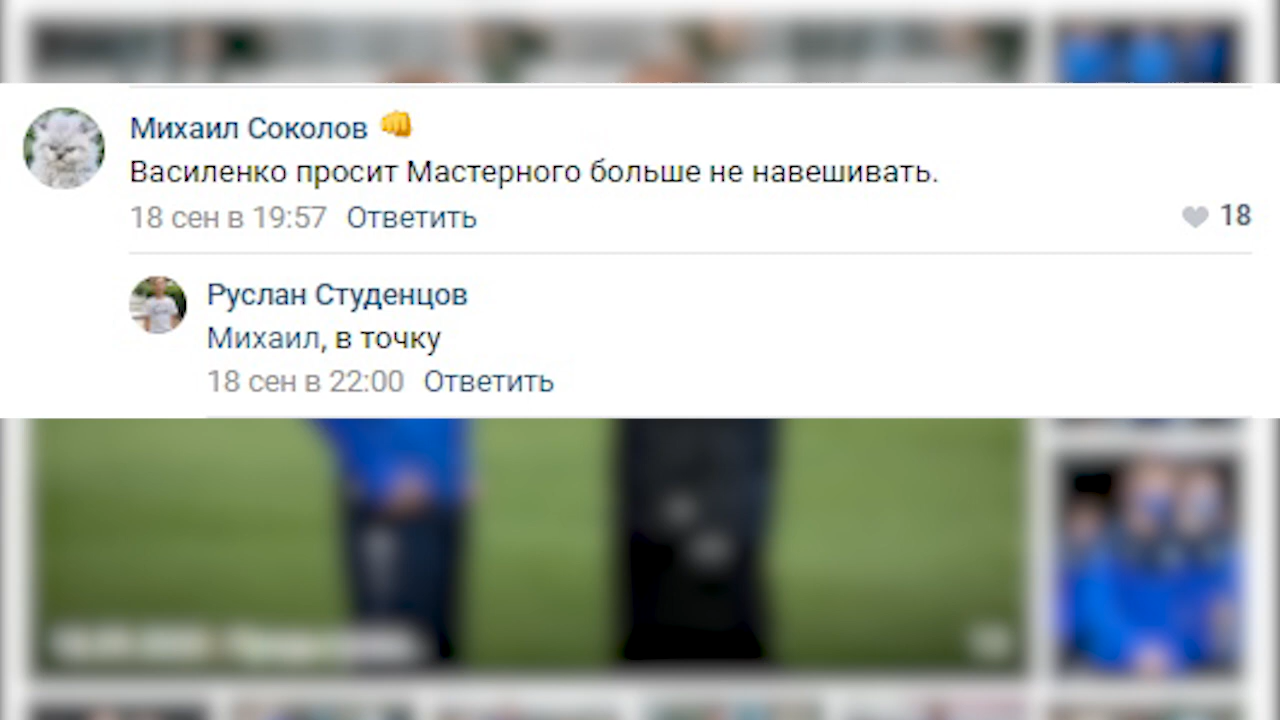 Михаил Соколов 👊
Василенко просит Мастерного больше не навешивать.
18 сен в 19:57 Ответить
18
Руслан Студенцов
Михаил, в точку
18 сен в 22:00 Ответить